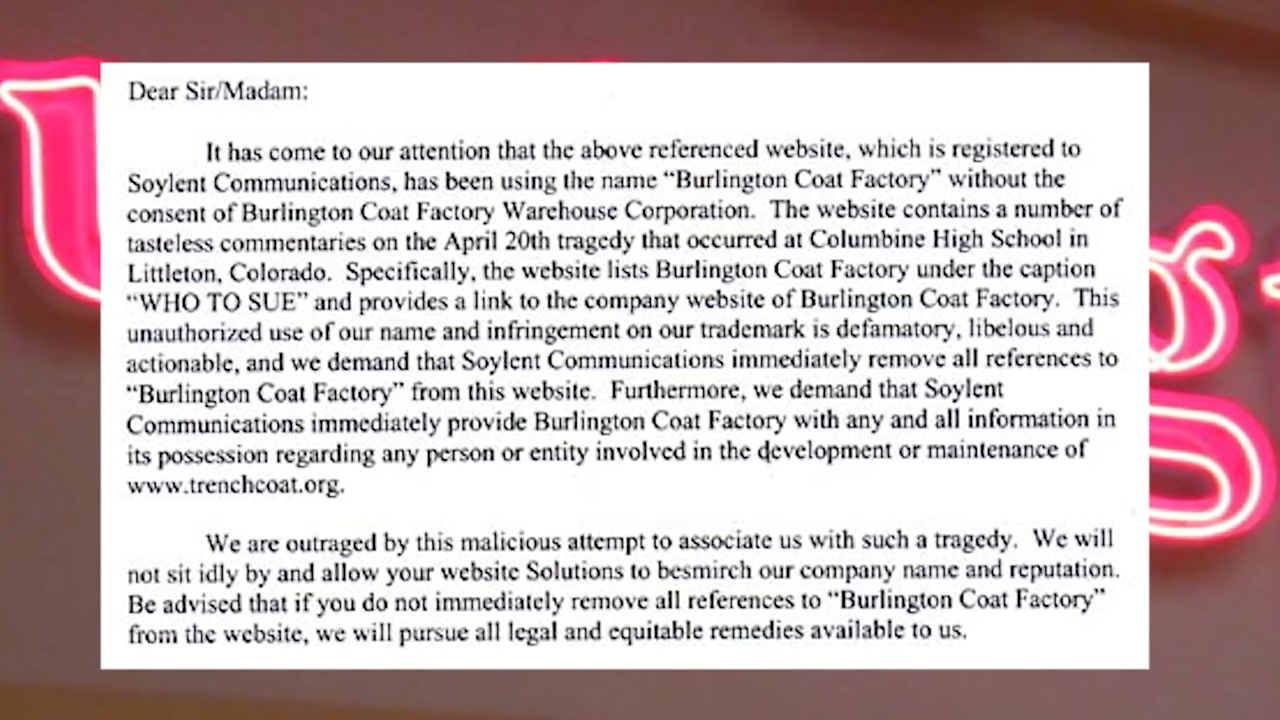 Dear Sir/Madam:
It has come to our attention that the above referenced website, which is registered to
Soylent Communications, has been using the name “Burlington Coat Factory” without the
consent of Burlington Coat Factory Warehouse Corporation. The website contains a number of
tasteless commentaries on the April 20th tragedy that occurred at Columbine High School in
Littleton, Colorado. Specifically, the website lists Burlington Coat Factory under the caption
“WHO TO SUE” and provides a link to the company website of Burlington Coat Factory. This
unauthorized use of our name and infringement on our trademark is defamatory, libelous and
actionable, and we demand that Soylent Communications immediately remove all references to
“Burlington Coat Factory” from this website. Furthermore, we demand that Soylent
Communications immediately provide Burlington Coat Factory with any and all information in
its possession regarding any person or entity involved in the development or maintenance of
www.trenchcoat.org.
We are outraged by this malicious attempt to associate us with such a tragedy. We will
not sit idly by and allow your website Solutions to besmirch our company name and reputation.
Be advised that if you do not immediately remove all references to “Burlington Coat Factory”
from the website, we will pursue all legal and equitable remedies available to us.